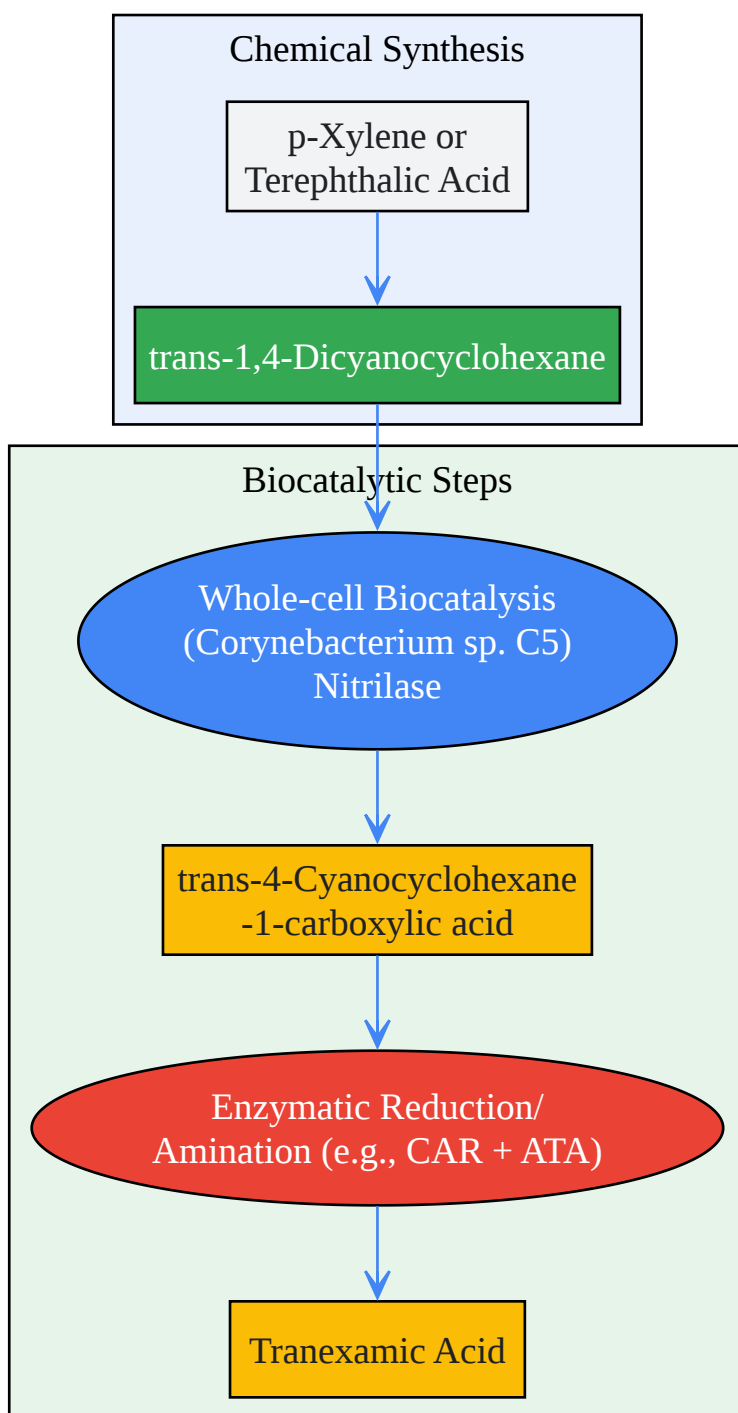 Chemical Synthesis
p-Xylene or
Terephthalic Acid
trans-1,4-Dicyanocyclohexane
Biocatalytic Steps
Whole-cell Biocatalysis
(Corynebacterium sp. C5)
Nitrilase
trans-4-Cyanocyclohexane
-1-carboxylic acid
Enzymatic Reduction/
Amination (e.g., CAR + ATA)
Tranexamic Acid